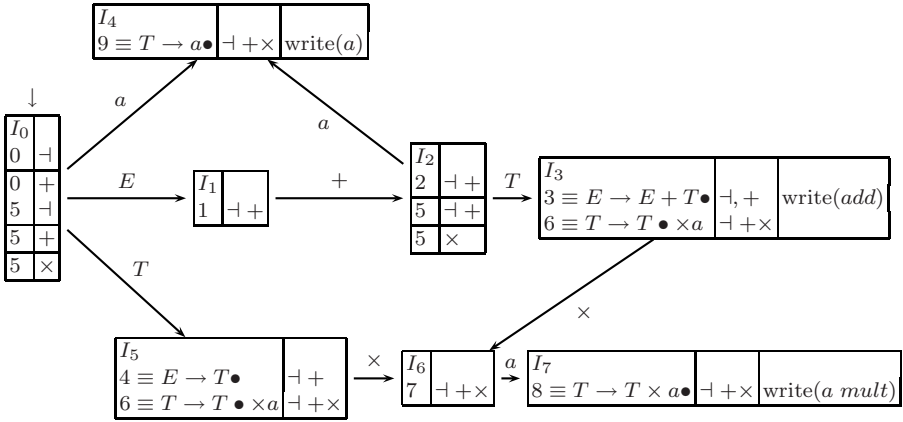 I₄
9 ≡ T → a● ⊣ +× write(a)
↓
a
a
I₀
0 ⊣
0 +
5 ⊣
5 +
5 ×
E
I₁
1 ⊣ +
+
I₂
2 ⊣ +
5 ⊣ +
5 ×
T
I₃
3 ≡ E → E + T● ⊣, + write(add)
6 ≡ T → T ● ×a ⊣ +×
T
×
I₅
4 ≡ E → T● ⊣ +
6 ≡ T → T ● ×a ⊣ +×
×
I₆
7 ⊣ +×
a
I₇
8 ≡ T → T × a● ⊣ +× write(a mult)